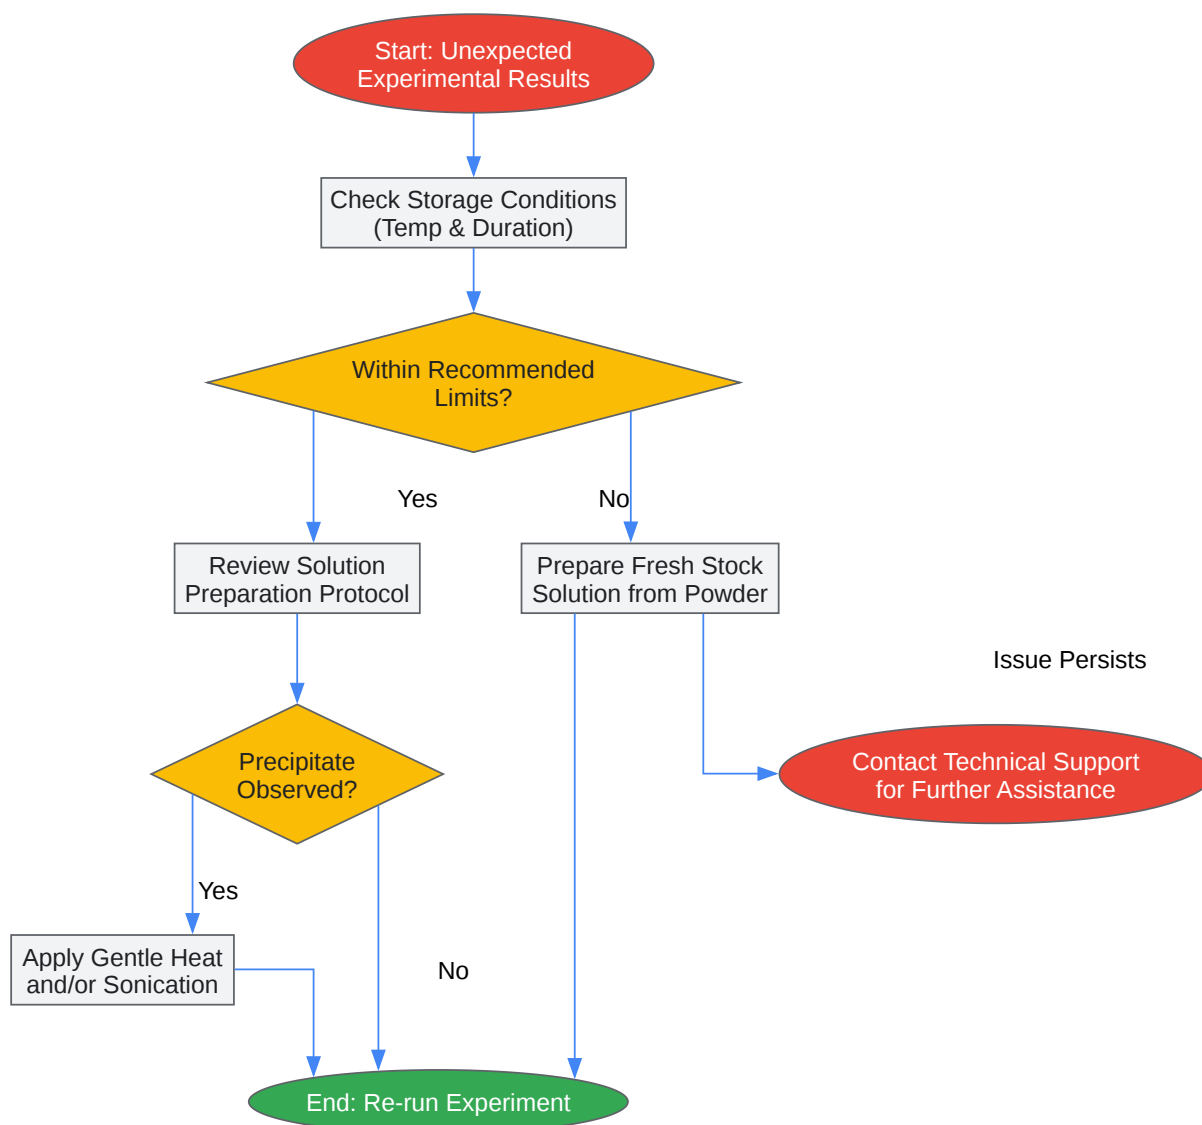 Start: Unexpected
Experimental Results
Check Storage Conditions
(Temp & Duration)
Within Recommended
Limits?
Yes
No
Review Solution
Preparation Protocol
Prepare Fresh Stock
Solution from Powder
Issue Persists
Precipitate
Observed?
Contact Technical Support
for Further Assistance
Yes
Apply Gentle Heat
and/or Sonication
No
End: Re-run Experiment